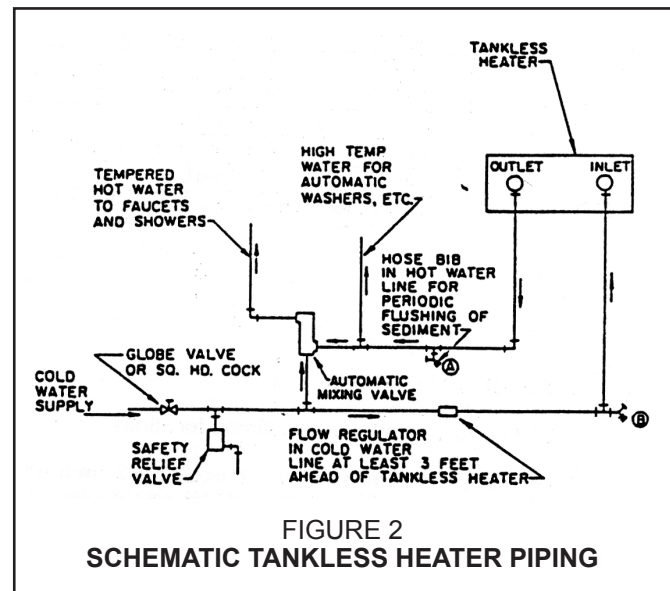 TANKLESS
HEATER
OUTLET
INLET
HIGH TEMP
WATER FOR
AUTOMATIC
WASHERS, ETC.
TEMPERED
HOT WATER
TO FAUCETS
AND SHOWERS
HOSE BIB
IN HOT WATER
LINE FOR
PERIODIC
FLUSHING OF
SEDIMENT
A
GLOBE VALVE
OR SQ. HD. COCK
AUTOMATIC
MIXING VALVE
COLD
WATER
SUPPLY
B
SAFETY
RELIEF
VALVE
FLOW REGULATOR
IN COLD WATER
LINE AT LEAST 3 FEET
AHEAD OF TANKLESS HEATER
FIGURE 2
SCHEMATIC TANKLESS HEATER PIPING